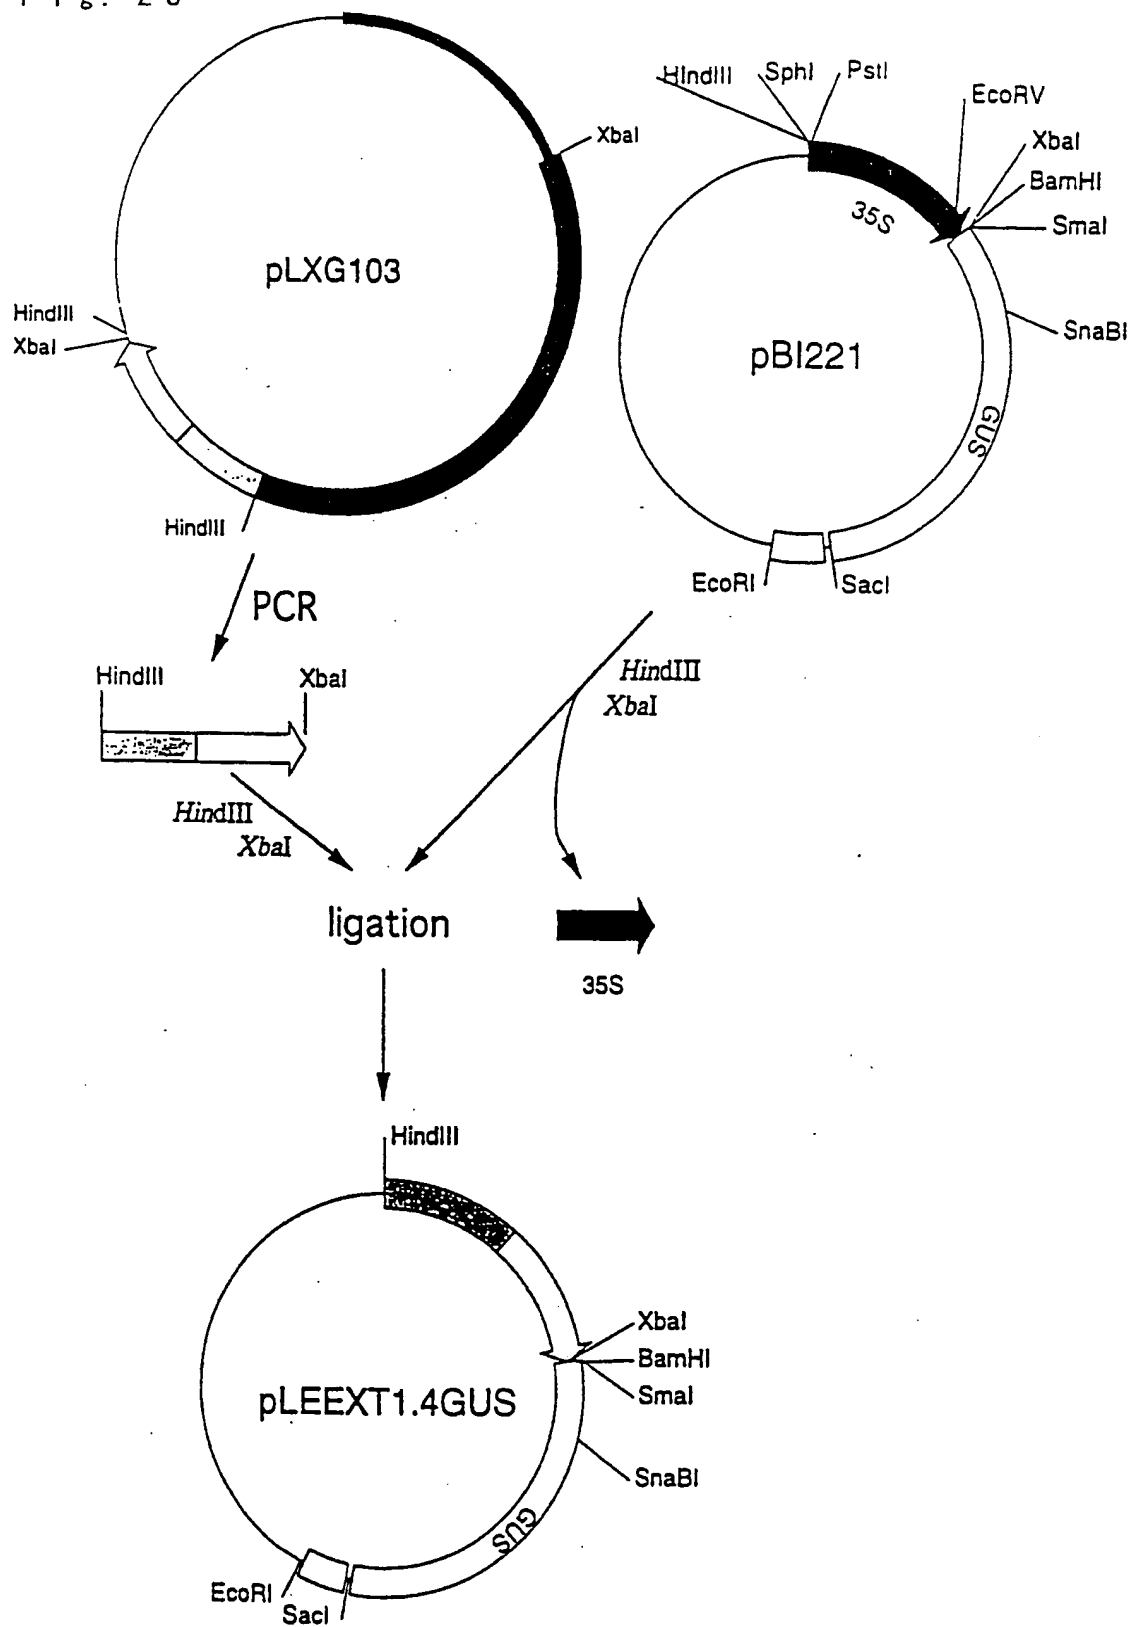 HindIII
SphI
PstI
EcoRV
XbaI
XbaI
BamHI
SmaI
35S
pLXG103
HindIII
XbaI
SnaBI
pBI221
GUS
HindIII
EcoRI
SacI
PCR
HindIII
XbaI
HindIII
XbaI
HindIII
XbaI
ligation
35S
HindIII
XbaI
BamHI
SmaI
pLEEXT1.4GUS
SnaBI
GUS
EcoRI
SacI